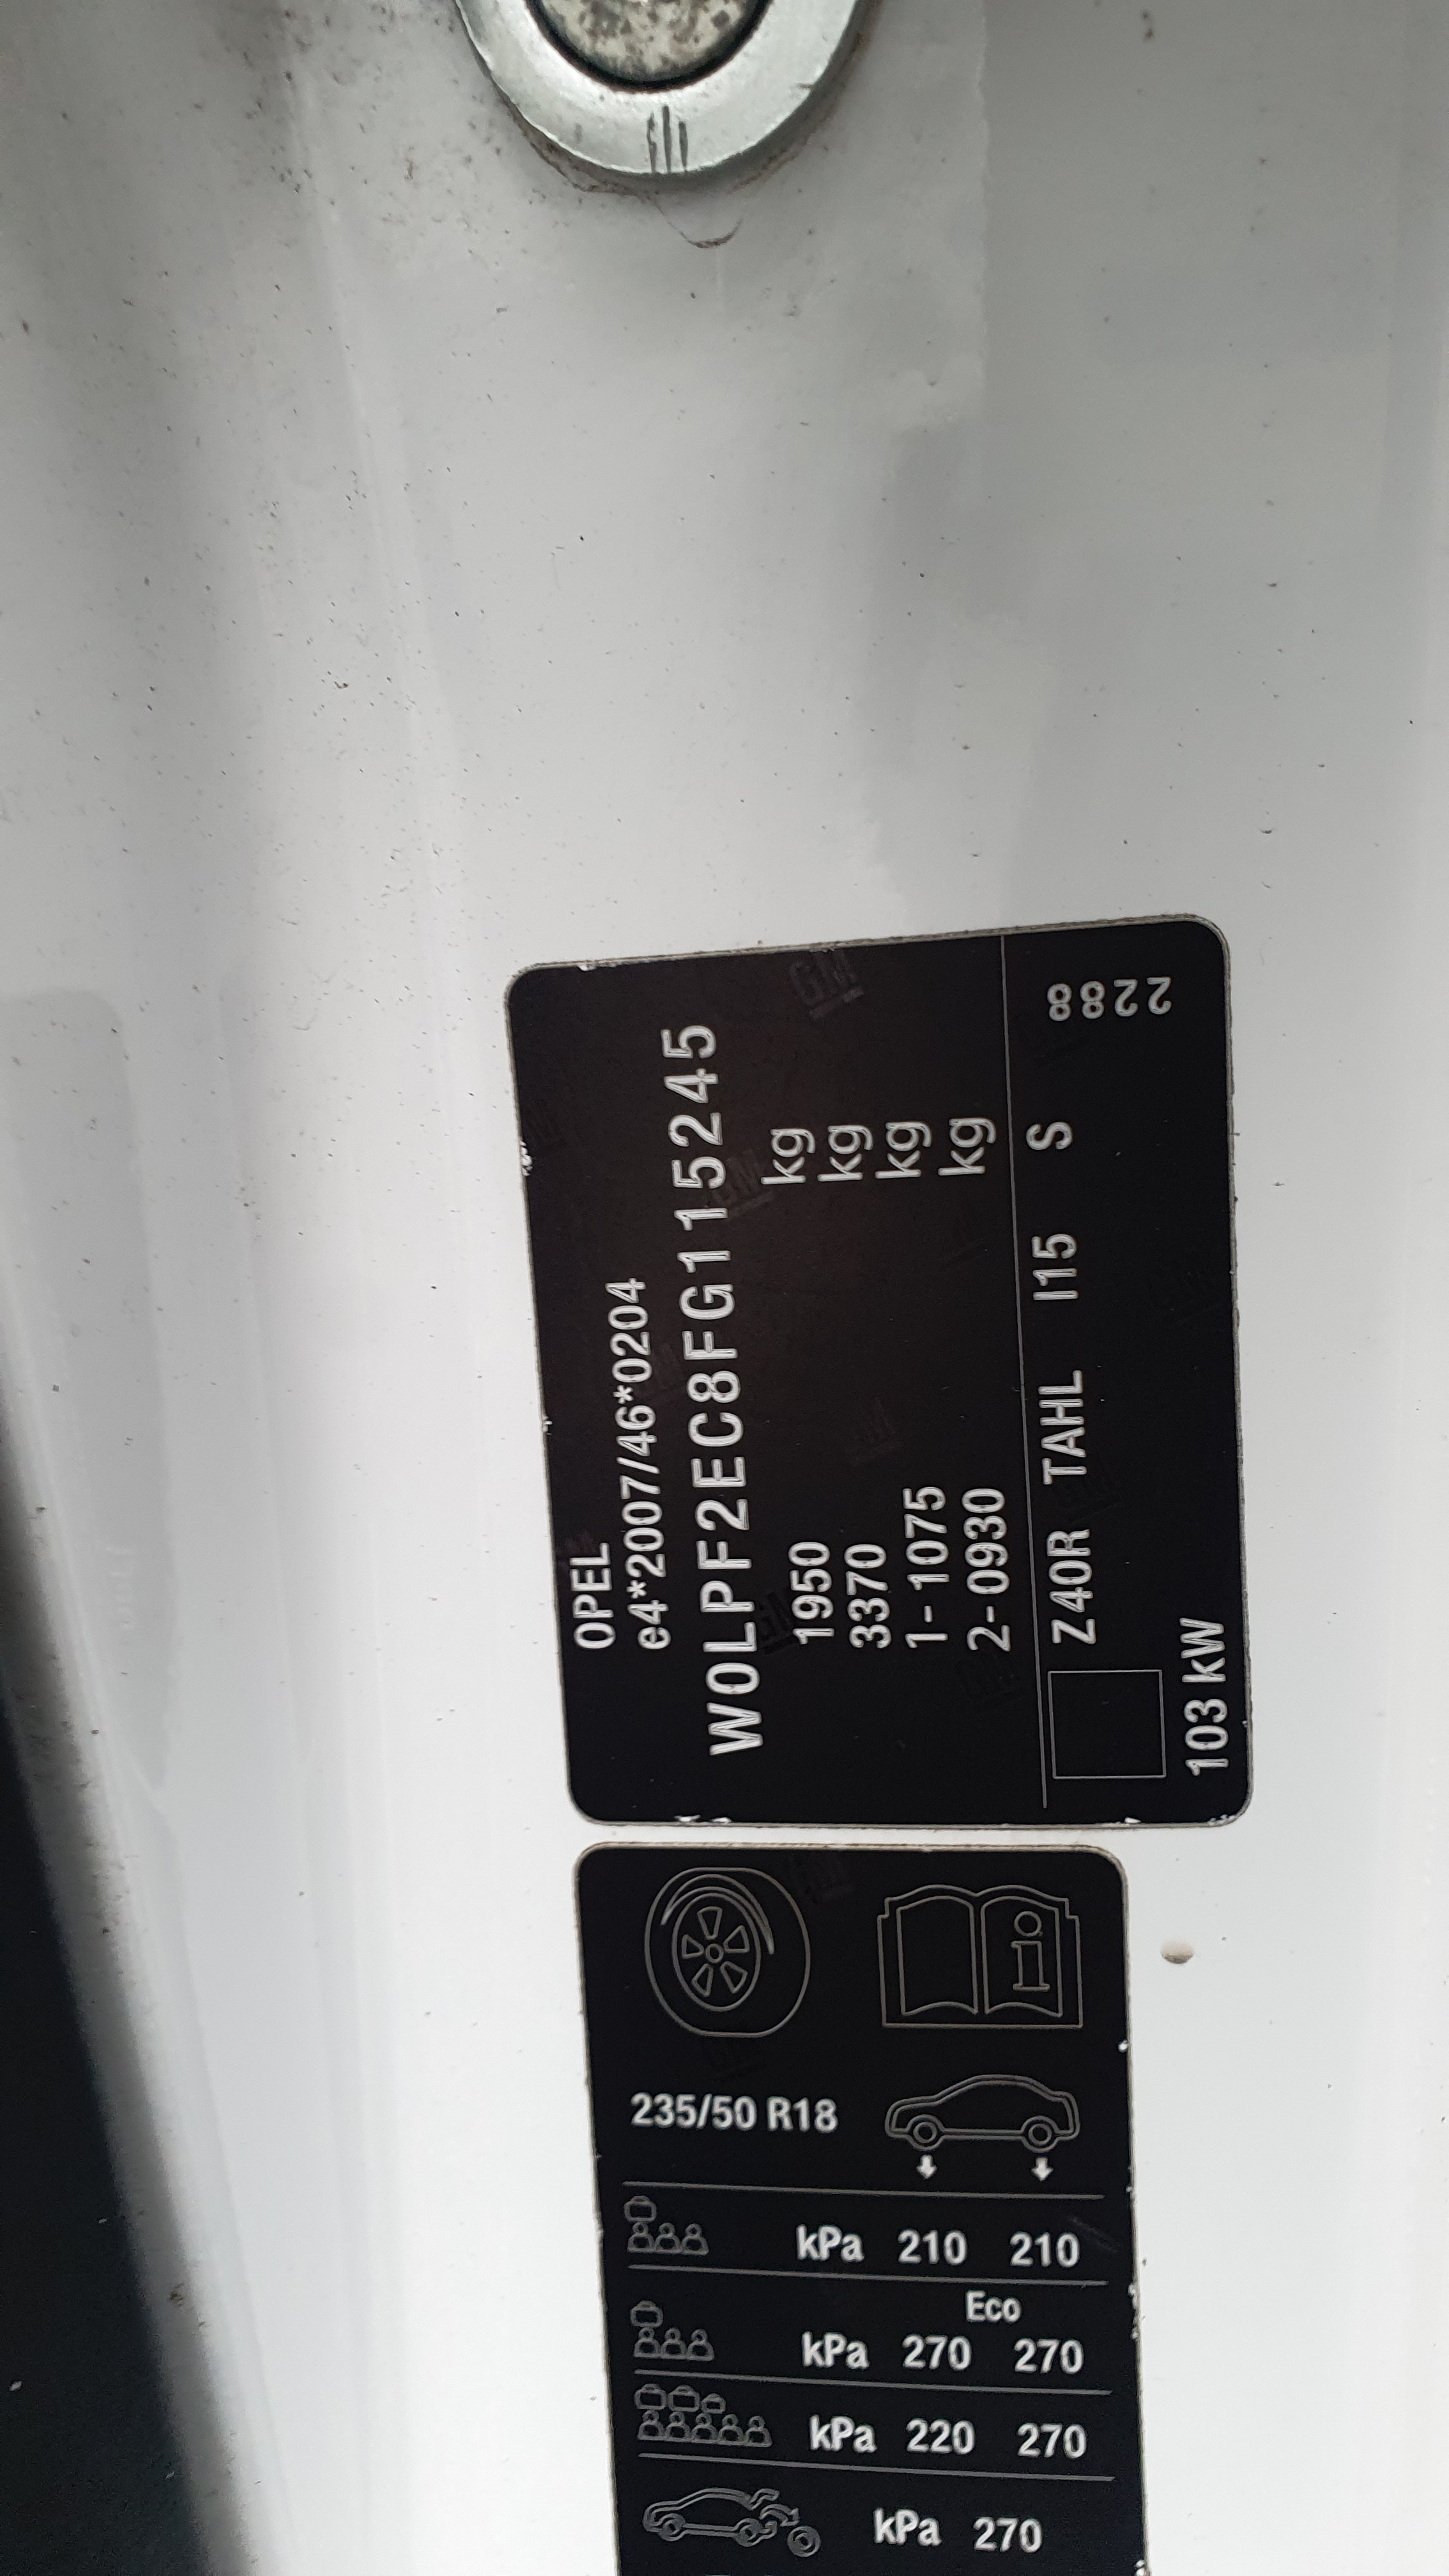 OPEL
e4*2007/46*0204
W0LPF2EC8FG115245
1950 kg
3370 kg
1- 1075 kg
2- 0930 kg
Z40R TAHL I15 S
2288
103 kW
235/50 R18
kPa 210 210
Eco
kPa 270 270
kPa 220 270
kPa 270